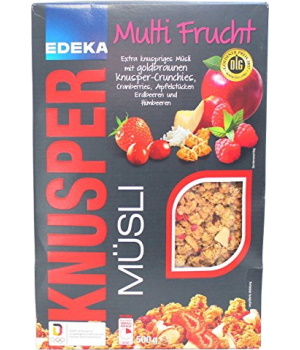 EDEKA
Multi Frucht
Extra knuspriges Müsli
mit goldbraunen
Knusper-Crunchies,
Cranberries, Apfelstücken
Erdbeeren und
Himbeeren
DLG
KNUSPER
MÜSLI
500g